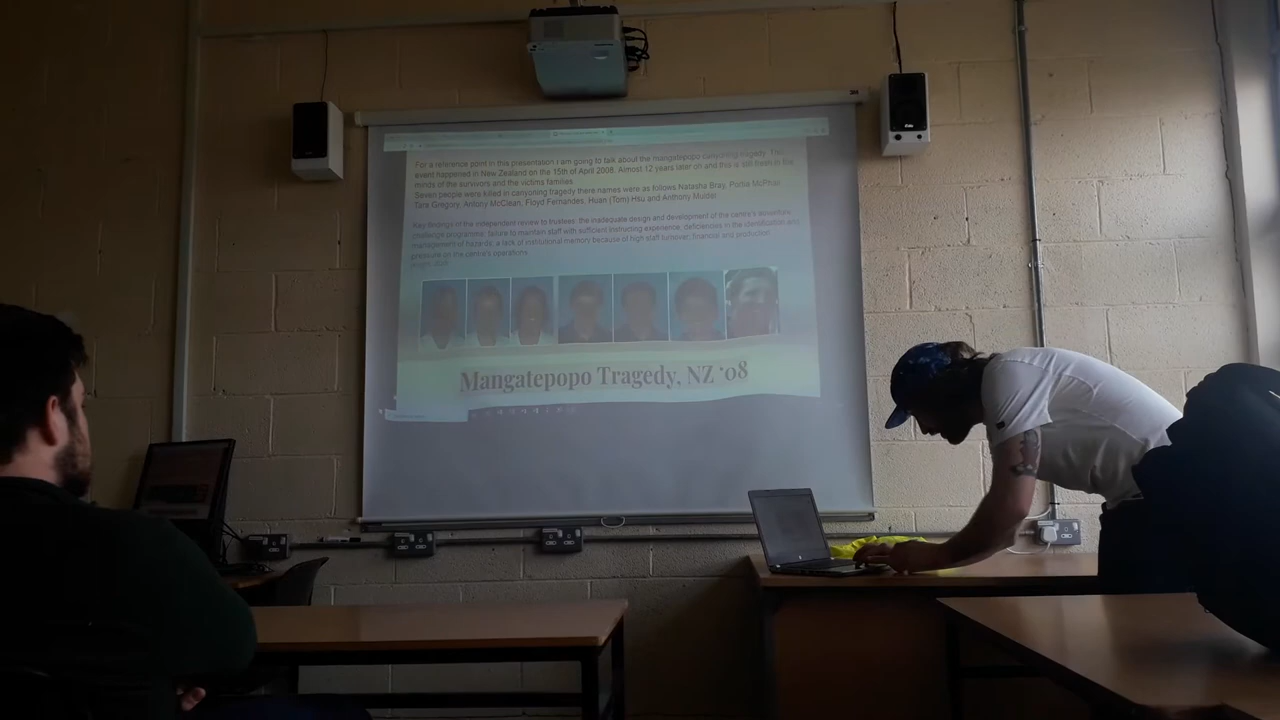 For a reference point in this presentation I am going to talk about the mangatepopo canyoning tragedy. This
event happened in New Zealand on the 15th of April 2008. Almost 12 years later on and this is still fresh in the
minds of the survivors and the victims families
Seven people were killed in canyoning tragedy there names were as follows Natasha Bray, Portia McPhail
Tara Gregory, Antony McClean, Floyd Fernandes, Huan (Tom) Hsu and Anthony Mulder
Key findings of the independent review to trustees: the inadequate design and development of the centre's adventure
challenge programme; failure to maintain staff with sufficient instructing experience; deficiencies in the identification and
management of hazards; a lack of institutional memory because of high staff turnover; financial and production
pressure on the centre's operations
Mangatepopo Tragedy, NZ '08